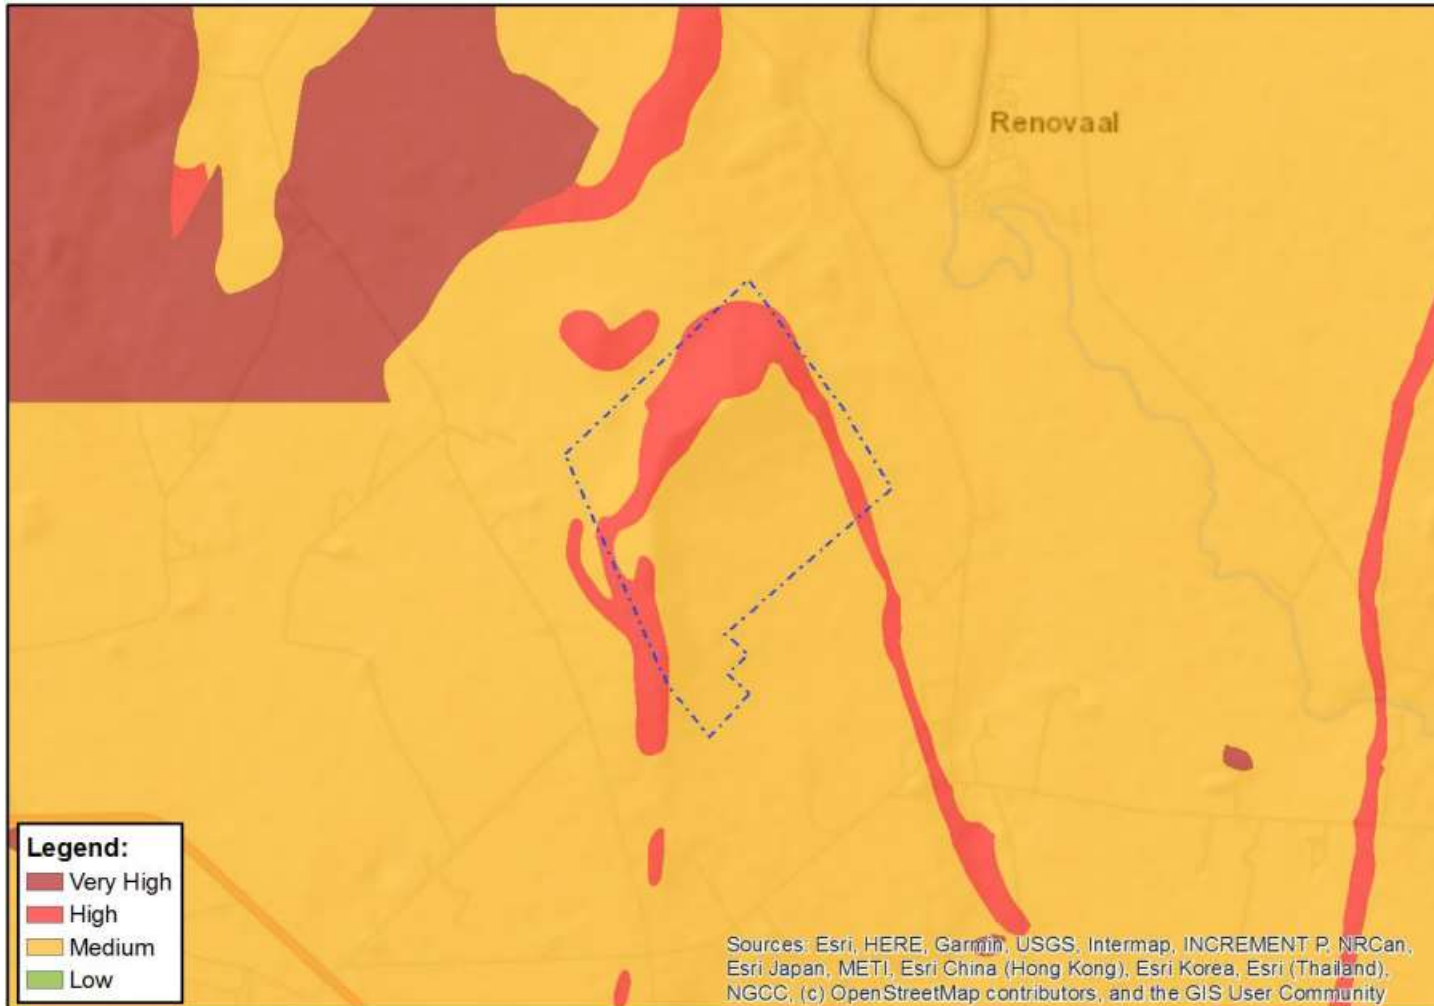 Renovaal
Legend:
Very High
High
Medium
Low
Sources: Esri, HERE, Garmin, USGS, Intermap, INCREMENT P, NRCan,
Esri Japan, METI, Esri China (Hong Kong), Esri Korea, Esri (Thailand),
NGCC, (c) OpenStreetMap contributors, and the GIS User Community